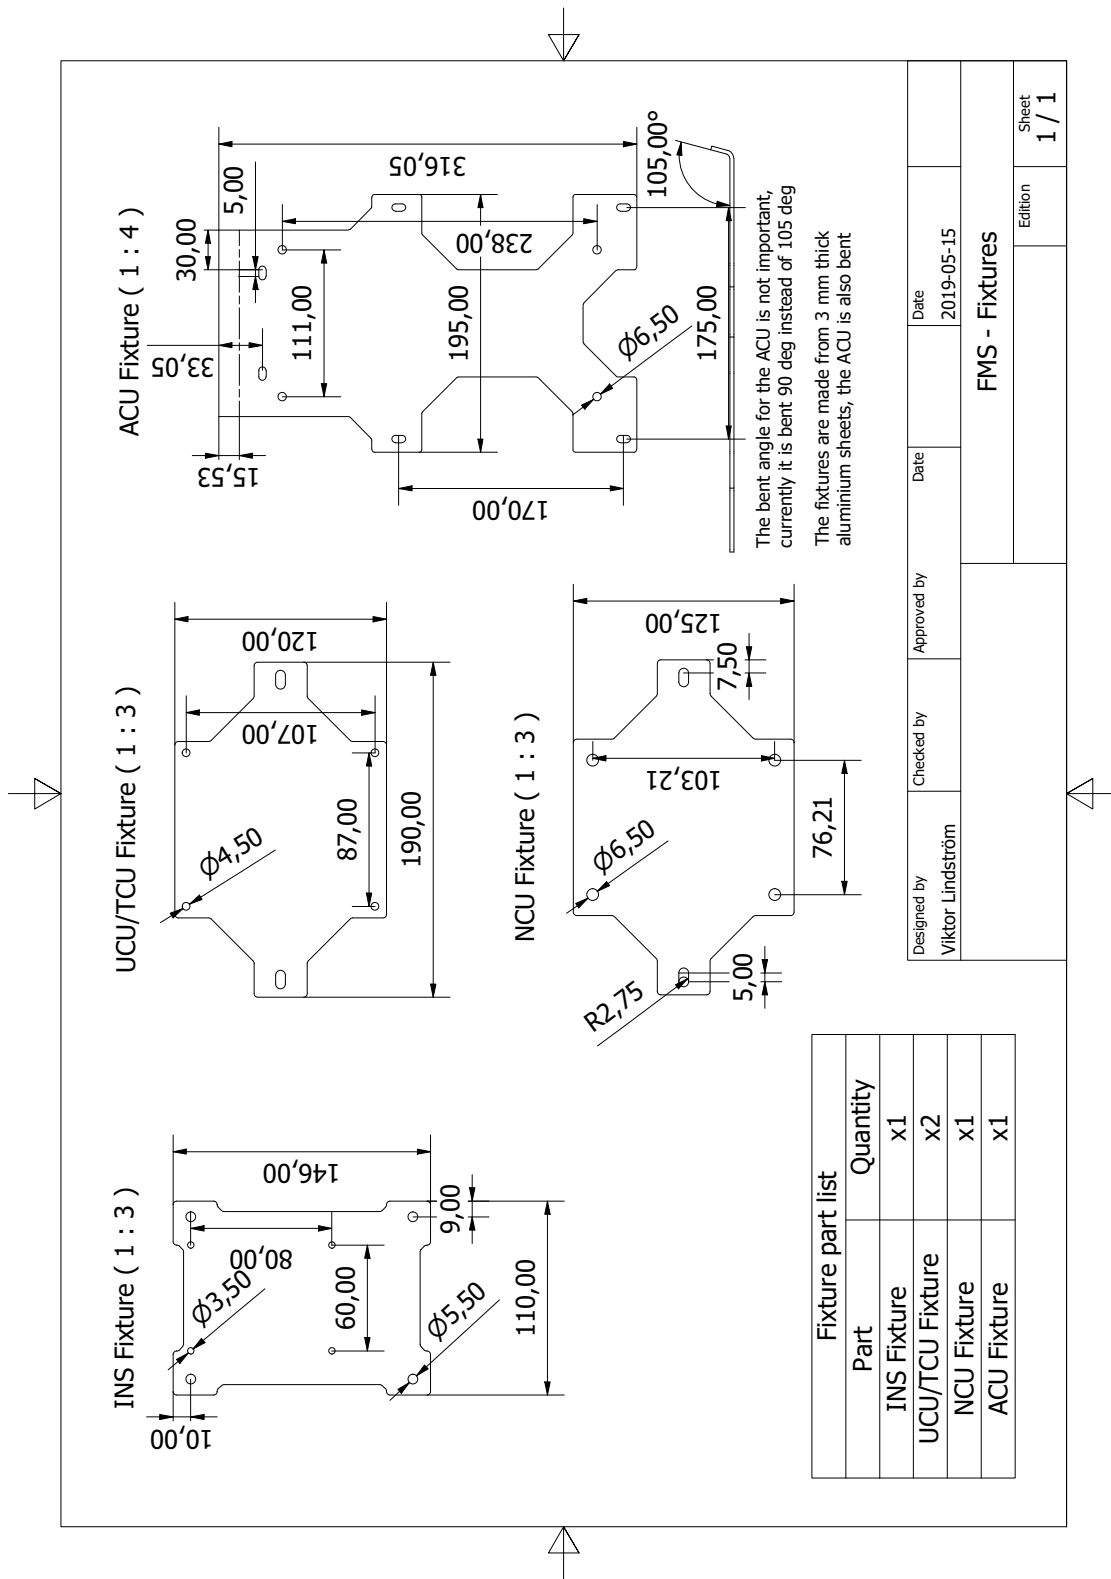 INS Fixture ( 1 : 3 )
10,00
Ø3,50
80,00
60,00
146,00
Ø5,50
9,00
110,00
UCU/TCU Fixture ( 1 : 3 )
Ø4,50
107,00
120,00
87,00
190,00
ACU Fixture ( 1 : 4 )
33,05
30,00
5,00
15,53
111,00
316,05
238,00
195,00
170,00
Ø6,50
175,00
105,00°
NCU Fixture ( 1 : 3 )
Ø6,50
103,21
125,00
R2,75
5,00
7,50
76,21
The bent angle for the ACU is not important,
currently it is bent 90 deg instead of 105 deg
The fixtures are made from 3 mm thick
aluminium sheets, the ACU is also bent
Fixture part list
Part Quantity
INS Fixture x1
UCU/TCU Fixture x2
NCU Fixture x1
ACU Fixture x1
Designed by Checked by Approved by Date Date
Viktor Lindström 2019-05-15
FMS - Fixtures
Edition Sheet
1 / 1